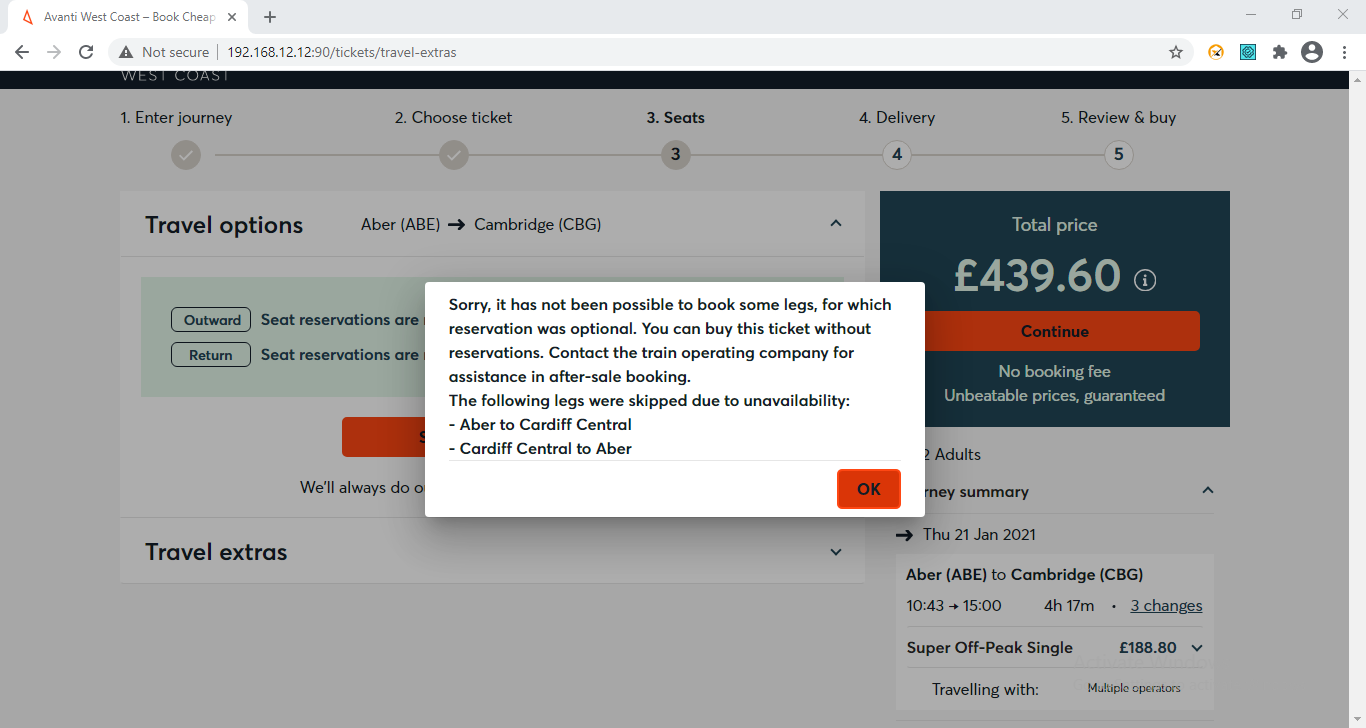 Avanti West Coast – Book Cheap
Not secure
192.168.12.12:90/tickets/travel-extras
WEST COAST
1. Enter journey
2. Choose ticket
3. Seats
4. Delivery
5. Review & buy
3
4
5
Travel options
Aber (ABE) → Cambridge (CBG)
Total price
£439.60
Outward
Seat reservations are
Return
Seat reservations are
Continue
No booking fee
Unbeatable prices, guaranteed
Sorry, it has not been possible to book some legs, for which
reservation was optional. You can buy this ticket without
reservations. Contact the train operating company for
assistance in after-sale booking.
The following legs were skipped due to unavailability:
- Aber to Cardiff Central
- Cardiff Central to Aber
OK
We'll always do
2 Adults
rney summary
Travel extras
→ Thu 21 Jan 2021
Aber (ABE) to Cambridge (CBG)
10:43 → 15:00 4h 17m · 3 changes
Super Off-Peak Single £188.80
Travelling with: Multiple operators